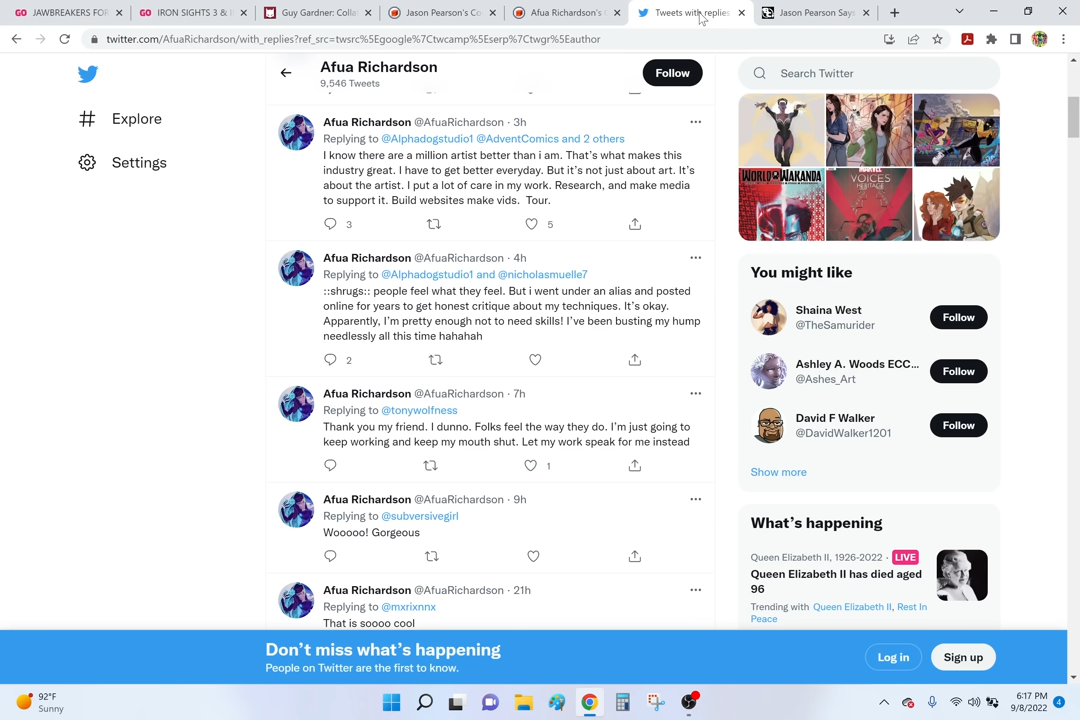 JAWBREAKERS FOR
IRON SIGHTS 3 &
Guy Gardner: Colla
Jason Pearson's Co
Afua Richardson's C
Tweets with replies
Jason Pearson Says
twitter.com/AfuaRichardson/with_replies?ref_src=twsrc%5Egoogle%7Ctwcamp%5Eserp%7Ctwgr%5Eauthor
Explore
Settings
Afua Richardson
9,546 Tweets
Follow
Afua Richardson @AfuaRichardson · 3h
Replying to @Alphadogstudio1 @AdventComics and 2 others
I know there are a million artist better than i am. That's what makes this
industry great. I have to get better everyday. But it's not just about art. It's
about the artist. I put a lot of care in my work. Research, and make media
to support it. Build websites make vids. Tour.
3 5
Afua Richardson @AfuaRichardson · 4h
Replying to @Alphadogstudio1 and @nicholasmuelle7
::shrugs:: people feel what they feel. But i went under an alias and posted
online for years to get honest critique about my techniques. It's okay.
Apparently, I'm pretty enough not to need skills! I've been busting my hump
needlessly all this time hahahah
2
Afua Richardson @AfuaRichardson · 7h
Replying to @tonywolfness
Thank you my friend. I dunno. Folks feel the way they do. I'm just going to
keep working and keep my mouth shut. Let my work speak for me instead
1
Afua Richardson @AfuaRichardson · 9h
Replying to @subversivegirl
Wooooo! Gorgeous
Afua Richardson @AfuaRichardson · 21h
Replying to @mxrixnnx
That is soooo cool
Search Twitter
WORLD WAKANDA
MARVEL
VOICES
HERITAGE
You might like
Shaina West
@TheSamurider
Follow
Ashley A. Woods ECC...
@Ashes_Art
Follow
David F Walker
@DavidWalker1201
Follow
Show more
What's happening
Queen Elizabeth II, 1926-2022 · LIVE
Queen Elizabeth II has died aged
96
Trending with Queen Elizabeth II, Rest In
Peace
Don't miss what's happening
People on Twitter are the first to know.
Log in
Sign up
92°F
Sunny
6:17 PM
9/8/2022
4